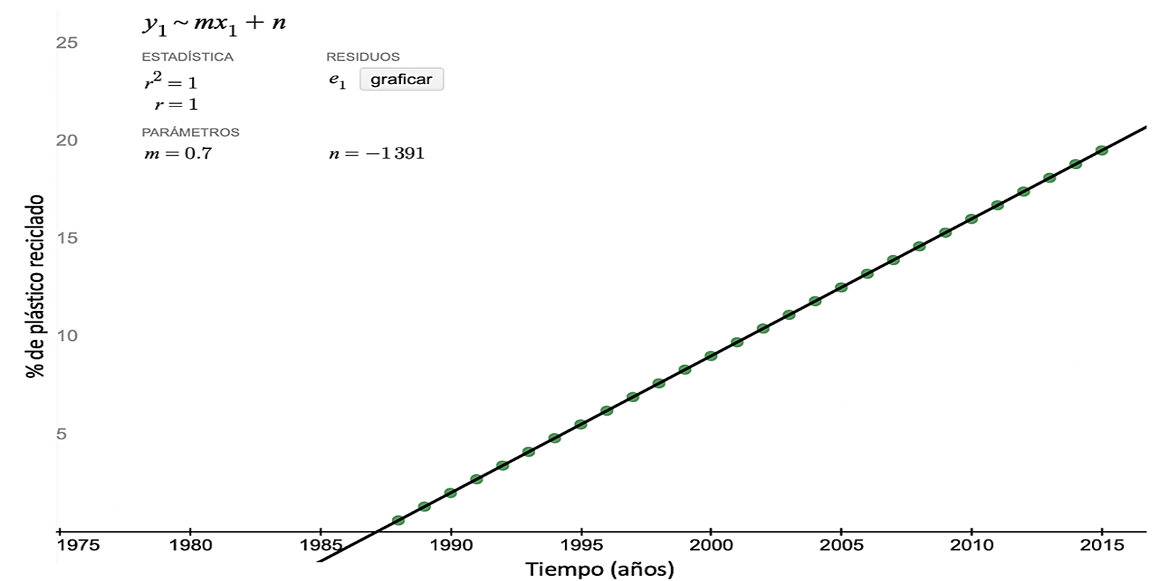 y₁ ~ mx₁ + n
ESTADÍSTICA RESIDUOS
r² = 1 e₁ graficar
r = 1
PARÁMETROS
m = 0.7 n = −1391
25
20
15
10
5
% de plástico reciclado
1975 1980 1985 1990 1995 2000 2005 2010 2015
Tiempo (años)